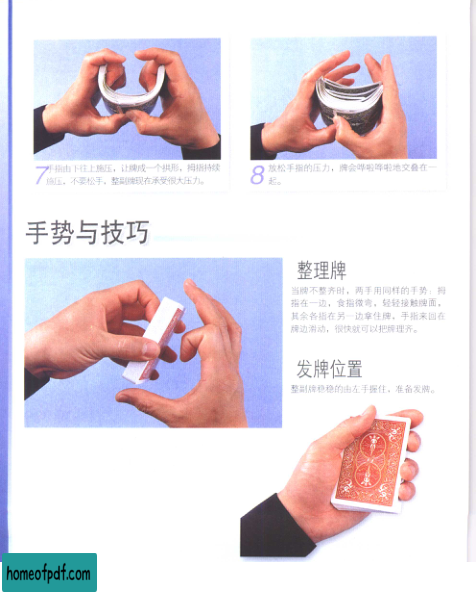 7手指由下往上施压，让牌成一个拱形，拇指持续
施压，不要松手，整副牌现在承受很大压力。
8 放松手指的压力，牌会哗啦哗啦地交叠在一
起。
手势与技巧
整理牌
当牌不整齐时，两手用同样的手势：拇
指在一边，食指微弯，轻轻接触牌面，
其余各指在另一边拿住牌，手指来回在
牌边滑动，很快就可以把牌理齐。
发牌位置
整副牌稳稳的由左手握住，准备发牌。
homeofpdf.com